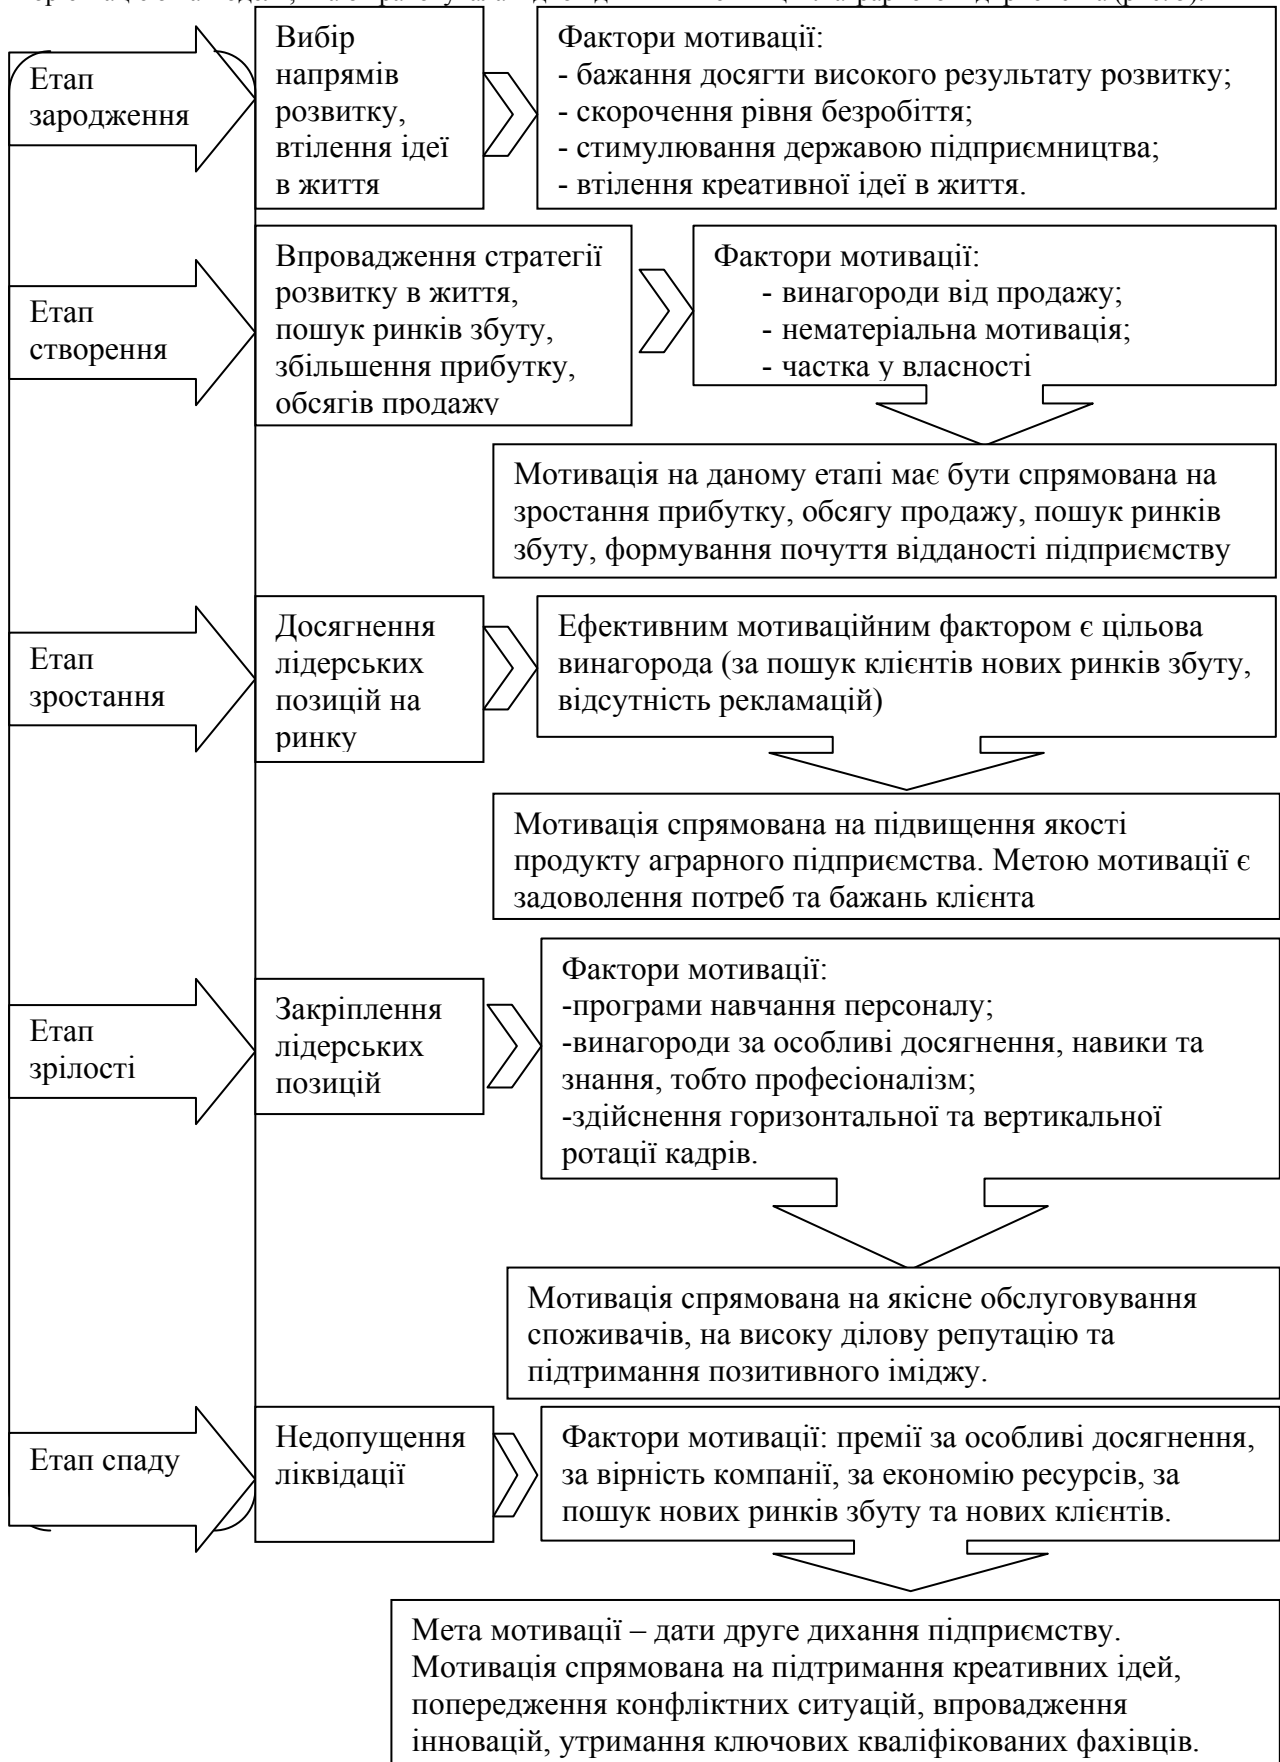 Етап
зародження
Вибір
напрямів
розвитку,
втілення ідеї
в життя
Фактори мотивації:
- бажання досягти високого результату розвитку;
- скорочення рівня безробіття;
- стимулювання державою підприємництва;
- втілення креативної ідеї в життя.
Етап
створення
Впровадження стратегії
розвитку в життя,
пошук ринків збуту,
збільшення прибутку,
обсягів продажу
Фактори мотивації:
- винагороди від продажу;
- нематеріальна мотивація;
- частка у власності
Мотивація на даному етапі має бути спрямована на
зростання прибутку, обсягу продажу, пошук ринків
збуту, формування почуття відданості підприємству
Етап
зростання
Досягнення
лідерських
позицій на
ринку
Ефективним мотиваційним фактором є цільова
винагорода (за пошук клієнтів нових ринків збуту,
відсутність рекламацій)
Мотивація спрямована на підвищення якості
продукту аграрного підприємства. Метою мотивації є
задоволення потреб та бажань клієнта
Етап
зрілості
Закріплення
лідерських
позицій
Фактори мотивації:
-програми навчання персоналу;
-винагороди за особливі досягнення, навики та
знання, тобто професіоналізм;
-здійснення горизонтальної та вертикальної
ротації кадрів.
Мотивація спрямована на якісне обслуговування
споживачів, на високу ділову репутацію та
підтримання позитивного іміджу.
Етап спаду
Недопущення
ліквідації
Фактори мотивації: премії за особливі досягнення,
за вірність компанії, за економію ресурсів, за
пошук нових ринків збуту та нових клієнтів.
Мета мотивації – дати друге дихання підприємству.
Мотивація спрямована на підтримання креативних ідей,
попередження конфліктних ситуацій, впровадження
інновацій, утримання ключових кваліфікованих фахівців.